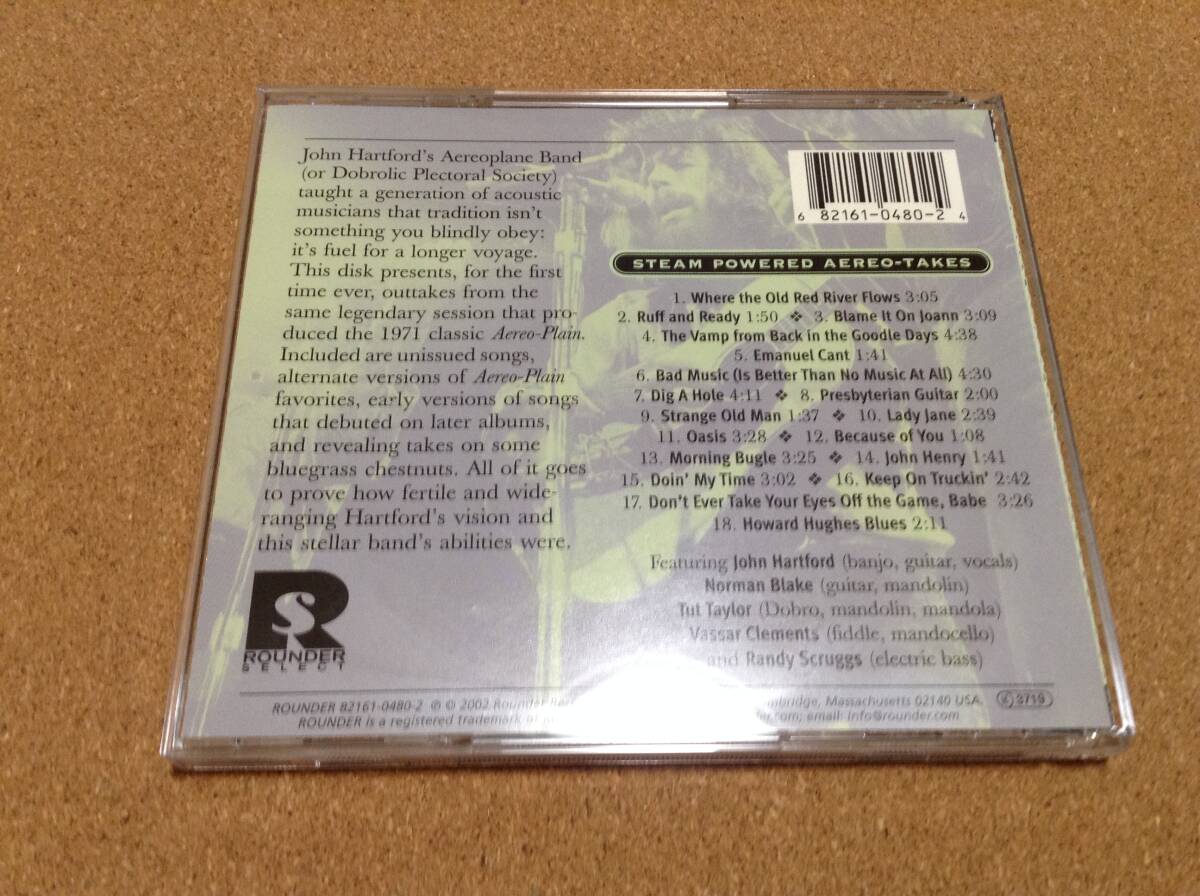 John Hartford's Aereoplane Band
(or Dobrolic Plectoral Society)
taught a generation of acoustic
musicians that tradition isn't
something you blindly obey:
it's fuel for a longer voyage.
This disk presents, for the first
time ever, outtakes from the
same legendary session that pro-
duced the 1971 classic Aereo-Plain.
Included are unissued songs,
alternate versions of Aereo-Plain
favorites, early versions of songs
that debuted on later albums,
and revealing takes on some
bluegrass chestnuts. All of it goes
to prove how fertile and wide-
ranging Hartford's vision and
this stellar band's abilities were.
R
S
ROUNDER
SELECT
6 82161-0480-2 4
STEAM POWERED AEREO-TAKES
1. Where the Old Red River Flows 3:05
2. Ruff and Ready 1:50 ❖ 3. Blame It On Joann 3:09
4. The Vamp from Back in the Goodle Days 4:38
5. Emanuel Cant 1:41
6. Bad Music (Is Better Than No Music At All) 4:30
7. Dig A Hole 4:11 ❖ 8. Presbyterian Guitar 2:00
9. Strange Old Man 1:37 ❖ 10. Lady Jane 2:39
11. Oasis 3:28 ❖ 12. Because of You 1:08
13. Morning Bugle 3:25 ❖ 14. John Henry 1:41
15. Doin' My Time 3:02 ❖ 16. Keep On Truckin' 2:42
17. Don't Ever Take Your Eyes Off the Game, Babe 3:26
18. Howard Hughes Blues 2:11
Featuring John Hartford (banjo, guitar, vocals)
Norman Blake (guitar, mandolin)
Tut Taylor (Dobro, mandolin, mandola)
Vassar Clements (fiddle, mandocello)
and Randy Scruggs (electric bass)
ROUNDER 82161-0480-2 ℗ © 2002 Rounder Massachusetts 02140 USA. 3719
ROUNDER is a registered trademark of email: info@rounder.com